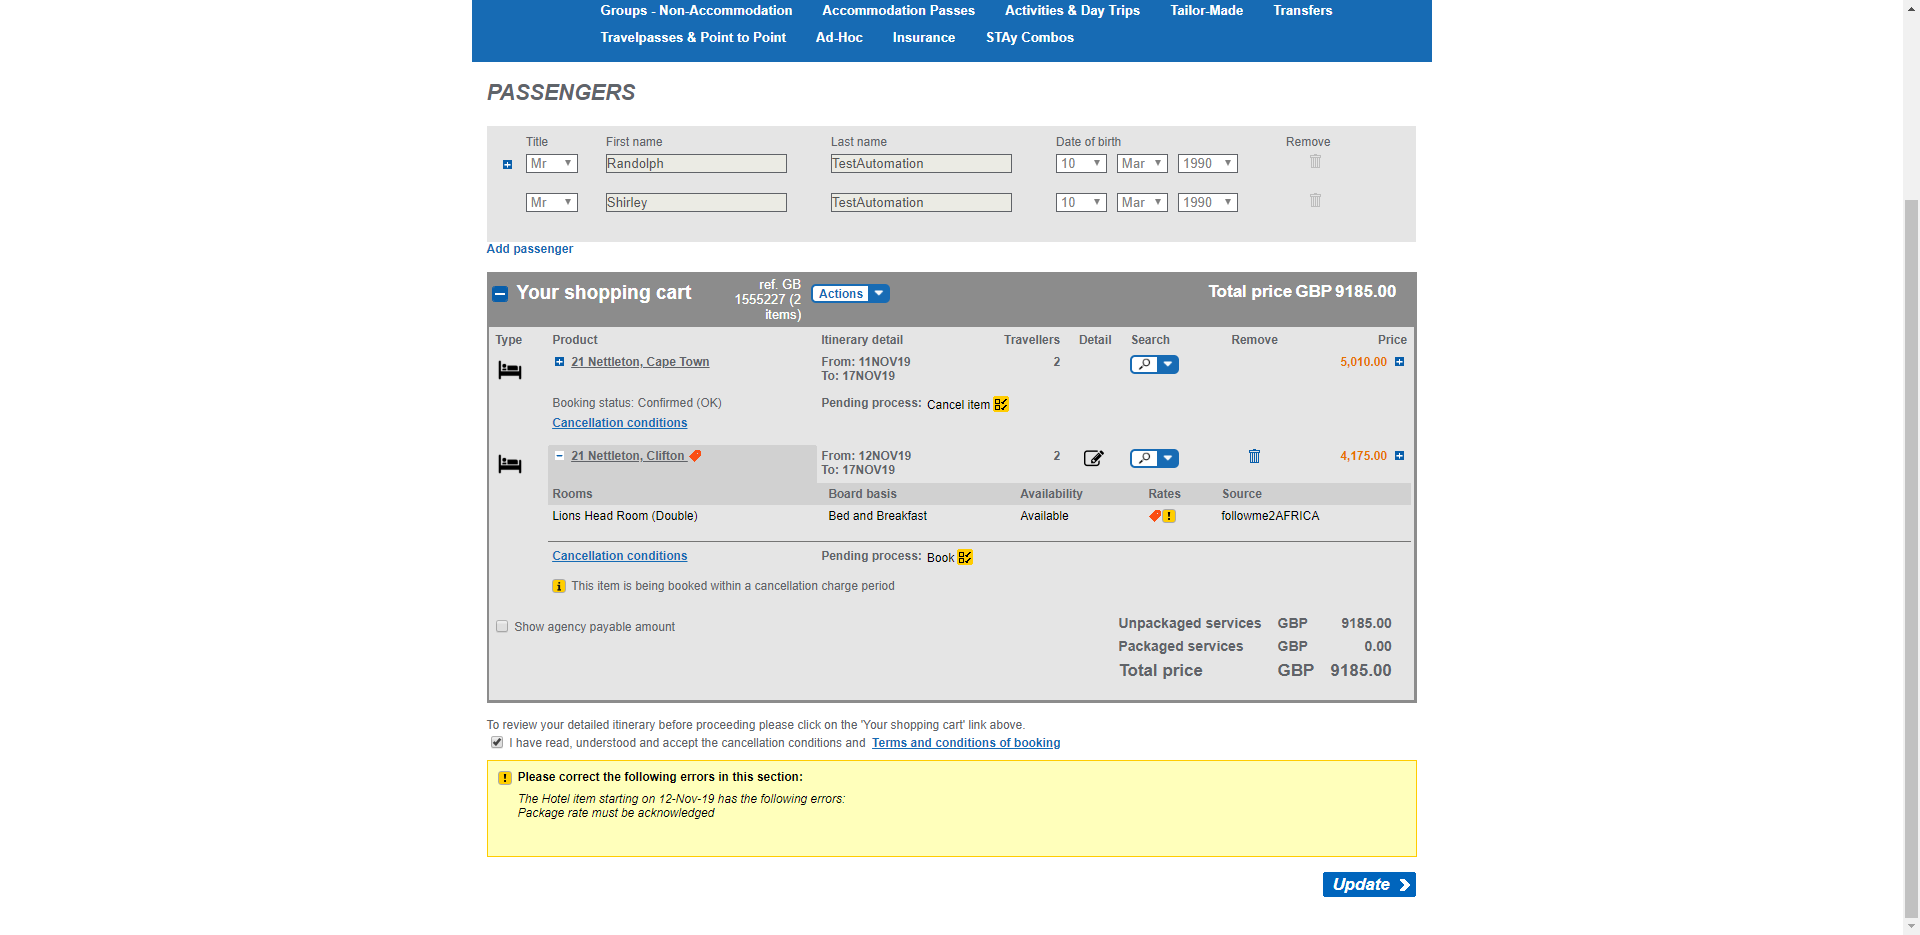 Groups - Non-Accommodation Accommodation Passes Activities & Day Trips Tailor-Made Transfers
Travelpasses & Point to Point Ad-Hoc Insurance STAy Combos
PASSENGERS
Title First name Last name Date of birth Remove
Mr Randolph TestAutomation 10 Mar 1990
Mr Shirley TestAutomation 10 Mar 1990
Add passenger
Your shopping cart
ref. GB
1555227 (2
items)
Actions
Total price GBP 9185.00
Type Product Itinerary detail Travellers Detail Search Remove Price
21 Nettleton, Cape Town From: 11NOV19 2 5,010.00
To: 17NOV19
Booking status: Confirmed (OK) Pending process: Cancel item
Cancellation conditions
21 Nettleton, Clifton From: 12NOV19 2 4,175.00
To: 17NOV19
Rooms Board basis Availability Rates Source
Lions Head Room (Double) Bed and Breakfast Available followme2AFRICA
Cancellation conditions Pending process: Book
This item is being booked within a cancellation charge period
Show agency payable amount
Unpackaged services GBP 9185.00
Packaged services GBP 0.00
Total price GBP 9185.00
To review your detailed itinerary before proceeding please click on the 'Your shopping cart' link above.
I have read, understood and accept the cancellation conditions and Terms and conditions of booking
Please correct the following errors in this section:
The Hotel item starting on 12-Nov-19 has the following errors:
Package rate must be acknowledged
Update